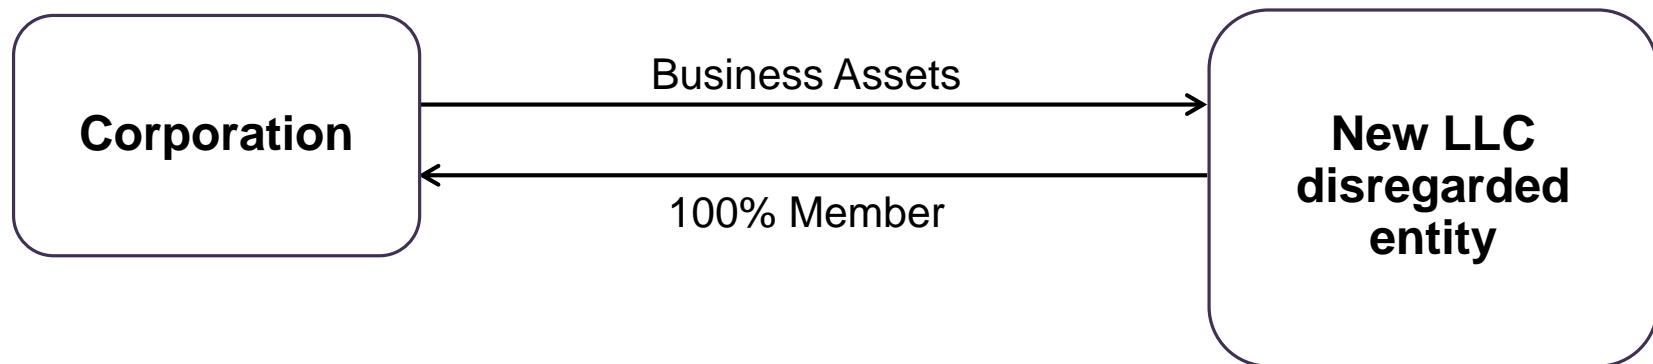 Corporation
Business Assets
100% Member
New LLC
disregarded
entity